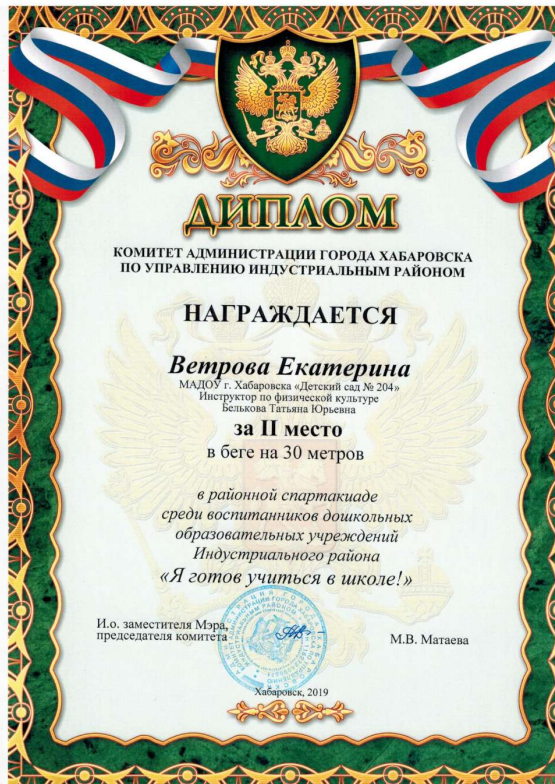 ДИПЛОМ
КОМИТЕТ АДМИНИСТРАЦИИ ГОРОДА ХАБАРОВСКА
ПО УПРАВЛЕНИЮ ИНДУСТРИАЛЬНЫМ РАЙОНОМ
НАГРАЖДАЕТСЯ
Ветрова Екатерина
МАДОУ г. Хабаровска «Детский сад № 204»
Инструктор по физической культуре
Белькова Татьяна Юрьевна
за II место
в беге на 30 метров
в районной спартакиаде
среди воспитанников дошкольных
образовательных учреждений
Индустриального района
«Я готов учиться в школе!»
И.о. заместителя Мэра,
председателя комитета
М.В. Матаева
Хабаровск, 2019